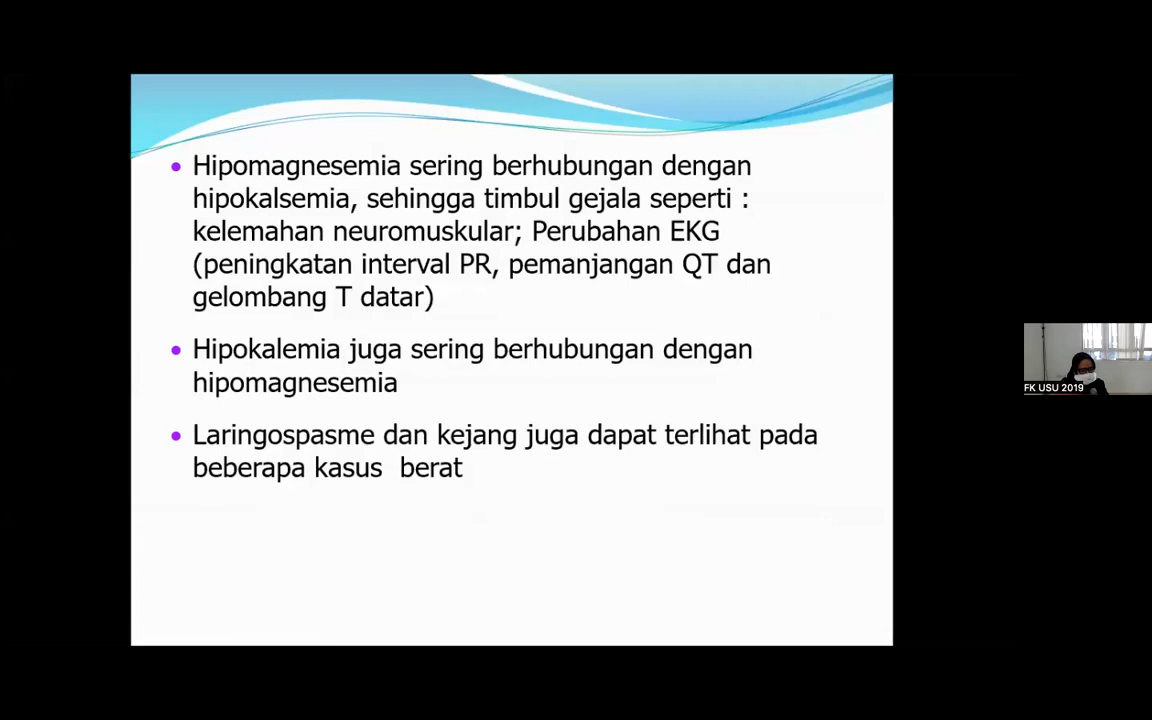 Hipomagnesemia sering berhubungan dengan
hipokalsemia, sehingga timbul gejala seperti :
kelemahan neuromuskular; Perubahan EKG
(peningkatan interval PR, pemanjangan QT dan
gelombang T datar)
Hipokalemia juga sering berhubungan dengan
hipomagnesemia
Laringospasme dan kejang juga dapat terlihat pada
beberapa kasus  berat
FK USU 2019